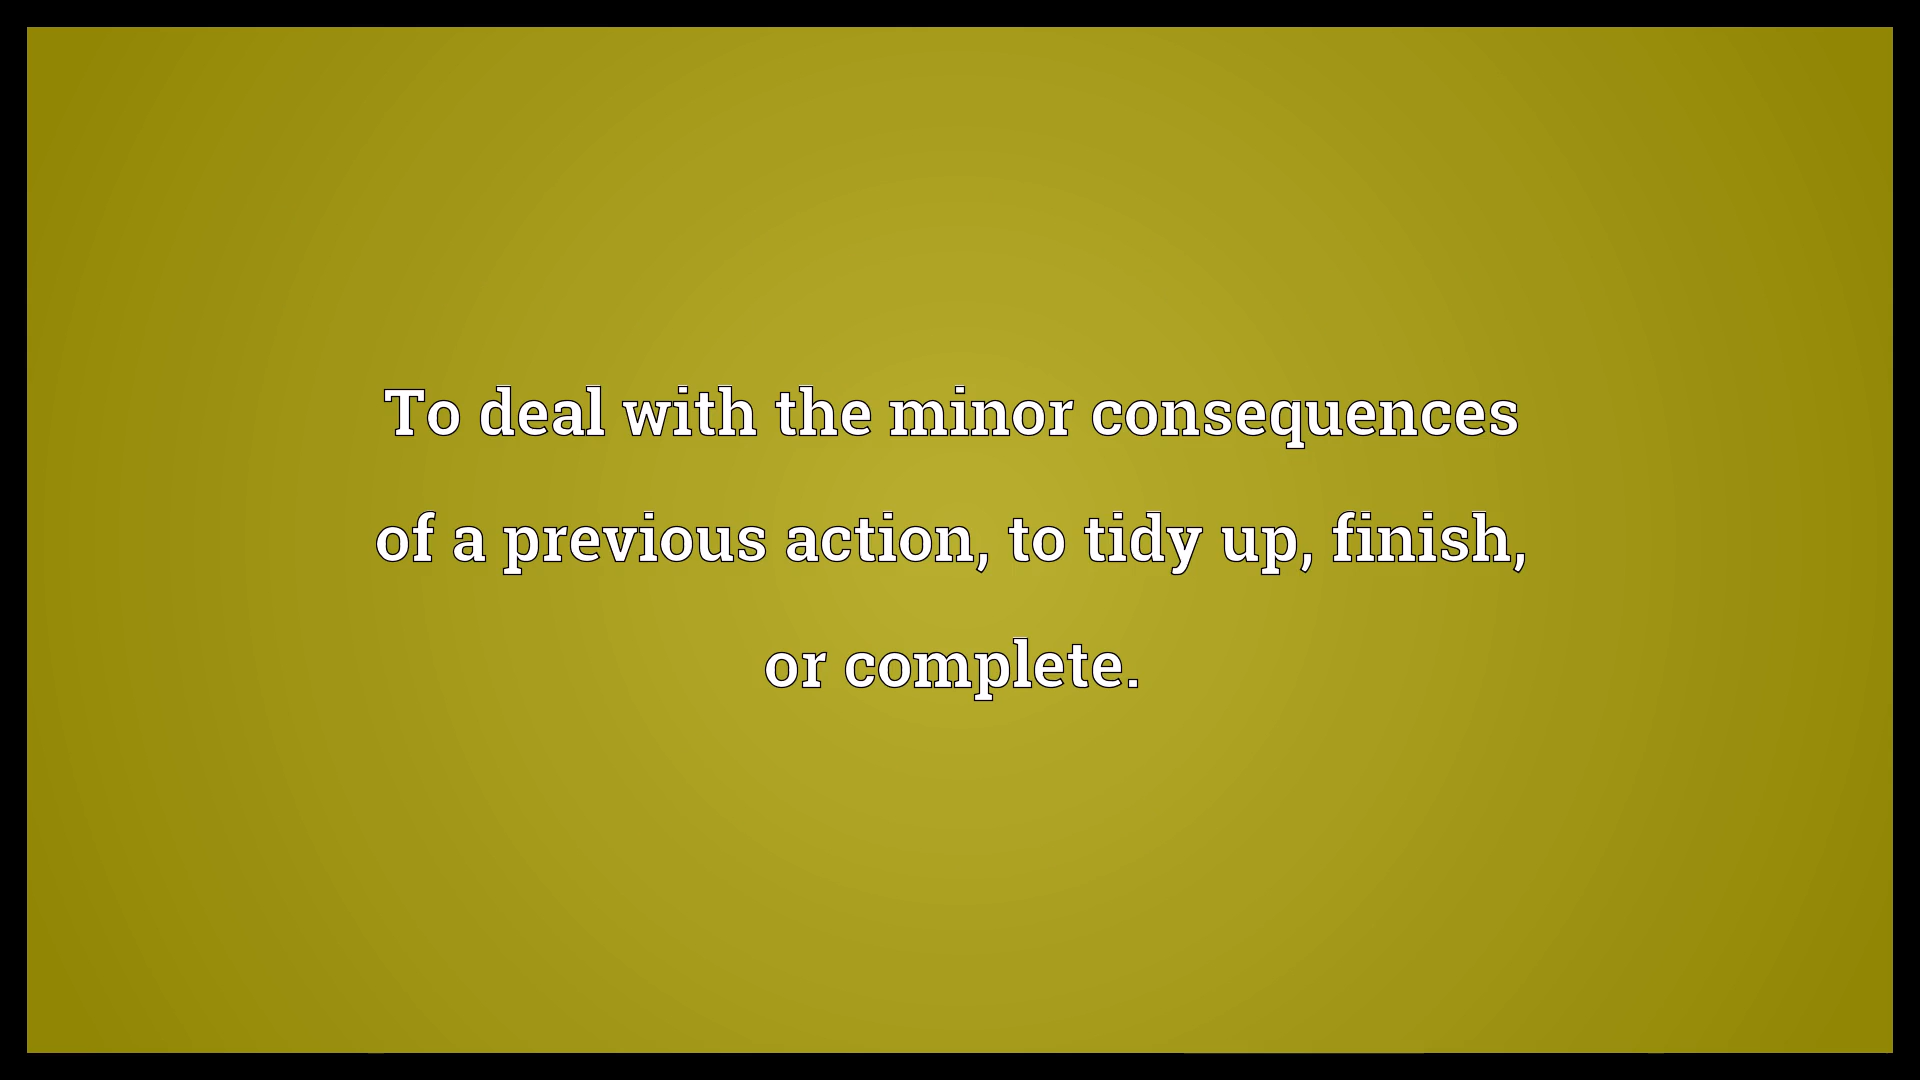 To deal with the minor consequences
of a previous action, to tidy up, finish,
or complete.